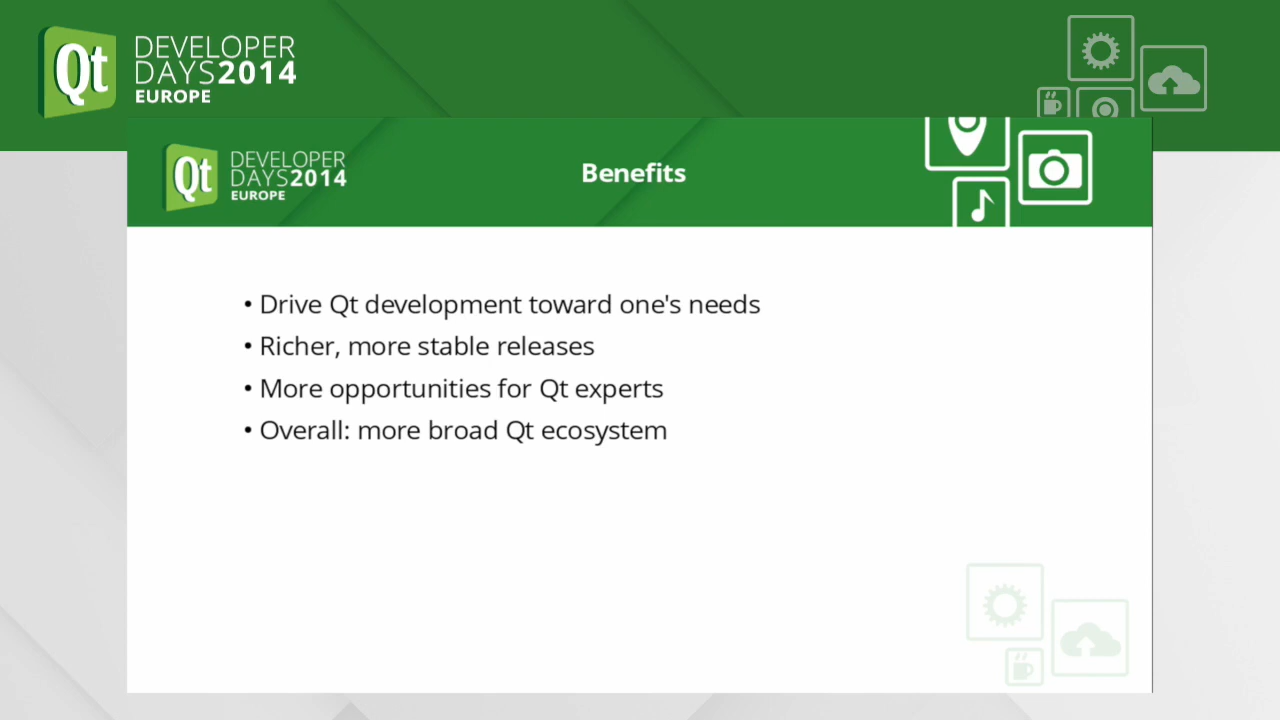 Qt DEVELOPER
DAYS2014
EUROPE
Qt DEVELOPER
DAYS2014
EUROPE
Benefits
• Drive Qt development toward one's needs
• Richer, more stable releases
• More opportunities for Qt experts
• Overall: more broad Qt ecosystem